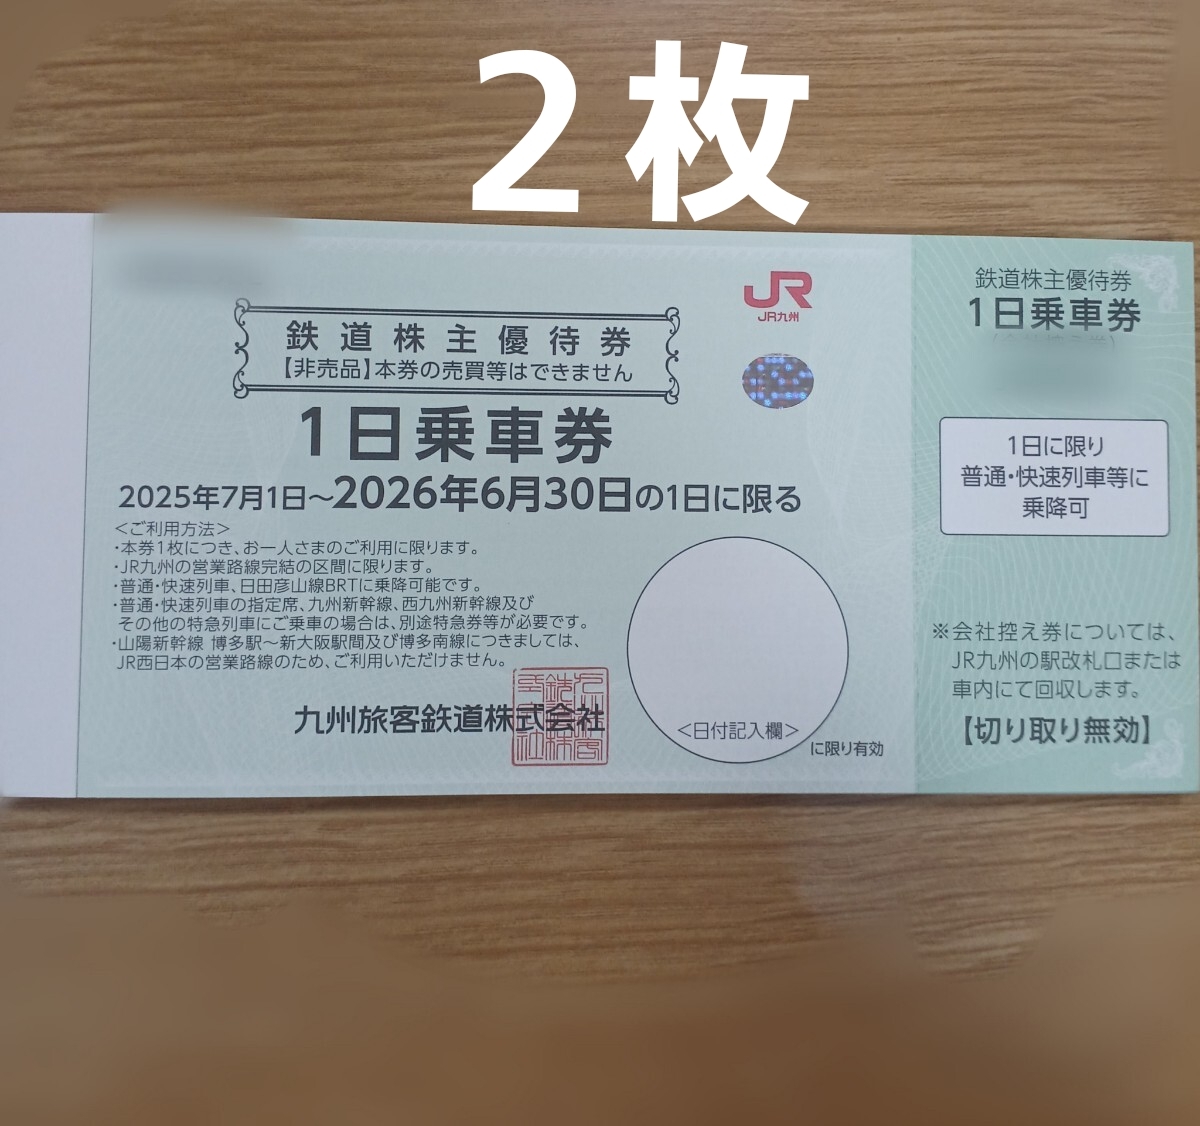 ２枚
JR
JR九州
鉄道株主優待券
【非売品】本券の売買等はできません
1日乗車券
2025年7月1日～2026年6月30日の1日に限る
＜ご利用方法＞
・本券1枚につき、お一人さまのご利用に限ります。
・JR九州の営業路線完結の区間に限ります。
・普通・快速列車、日田彦山線BRTに乗降可能です。
・普通・快速列車の指定席、九州新幹線、西九州新幹線及び
その他の特急列車にご乗車の場合は、別途特急券等が必要です。
・山陽新幹線 博多駅～新大阪駅間及び博多南線につきましては、
JR西日本の営業路線のため、ご利用いただけません。
九州旅客鉄道株式会社
＜日付記入欄＞
に限り有効
鉄道株主優待券
1日乗車券
1日に限り
普通・快速列車等に
乗降可
※会社控え券については、
JR九州の駅改札口または
車内にて回収します。
【切り取り無効】